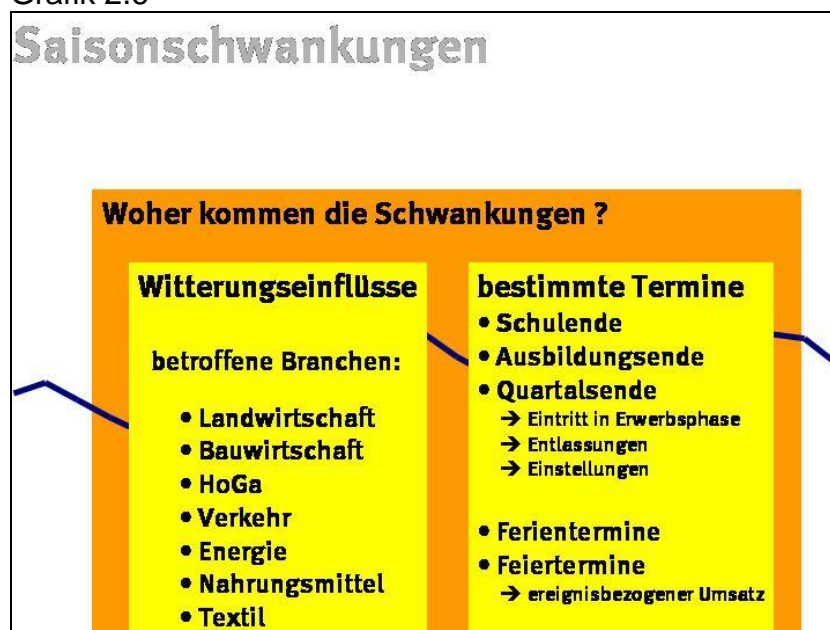 Saisonschwankungen
Woher kommen die Schwankungen ?
Witterungseinflüsse
betroffene Branchen:
• Landwirtschaft
• Bauwirtschaft
• HoGa
• Verkehr
• Energie
• Nahrungsmittel
• Textil
bestimmte Termine
• Schulende
• Ausbildungsende
• Quartalsende
→ Eintritt in Erwerbsphase
→ Entlassungen
→ Einstellungen
• Ferientermine
• Feiertermine
→ ereignisbezogener Umsatz